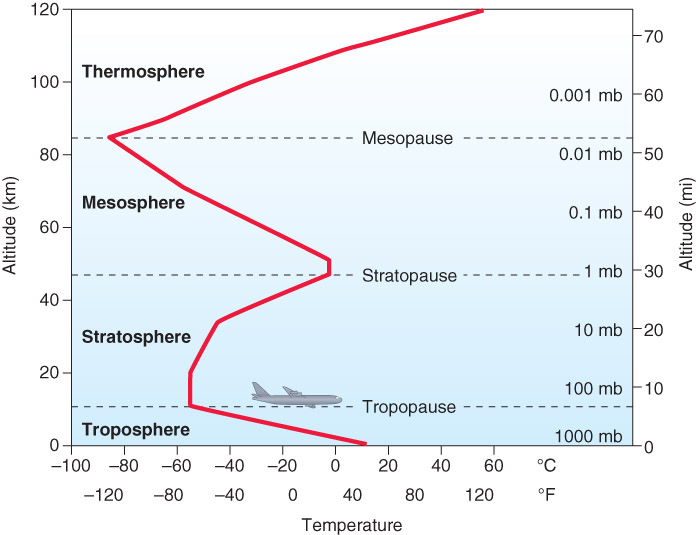 120
100
80
60
40
20
0
Altitude (km)
Thermosphere
Mesosphere
Stratosphere
Troposphere
Mesopause
Stratopause
Tropopause
0.001 mb
0.01 mb
0.1 mb
1 mb
10 mb
100 mb
1000 mb
70
60
50
40
30
20
10
0
Altitude (mi)
–100 –80 –60 –40 –20 0 20 40 60 °C
–120 –80 –40 0 40 80 120 °F
Temperature